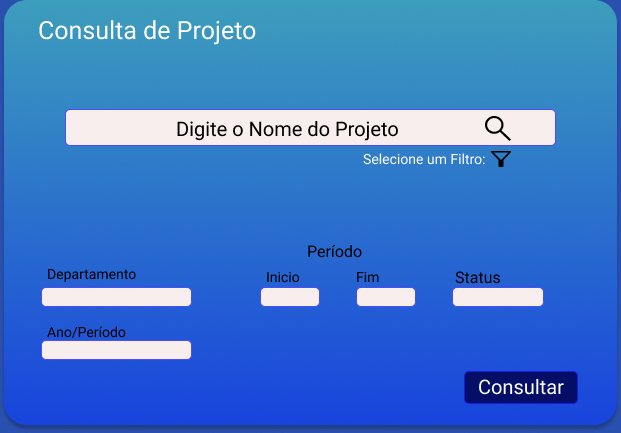 Consulta de Projeto
Digite o Nome do Projeto
Selecione um Filtro:
Período
Departamento
Inicio
Fim
Status
Ano/Período
Consultar